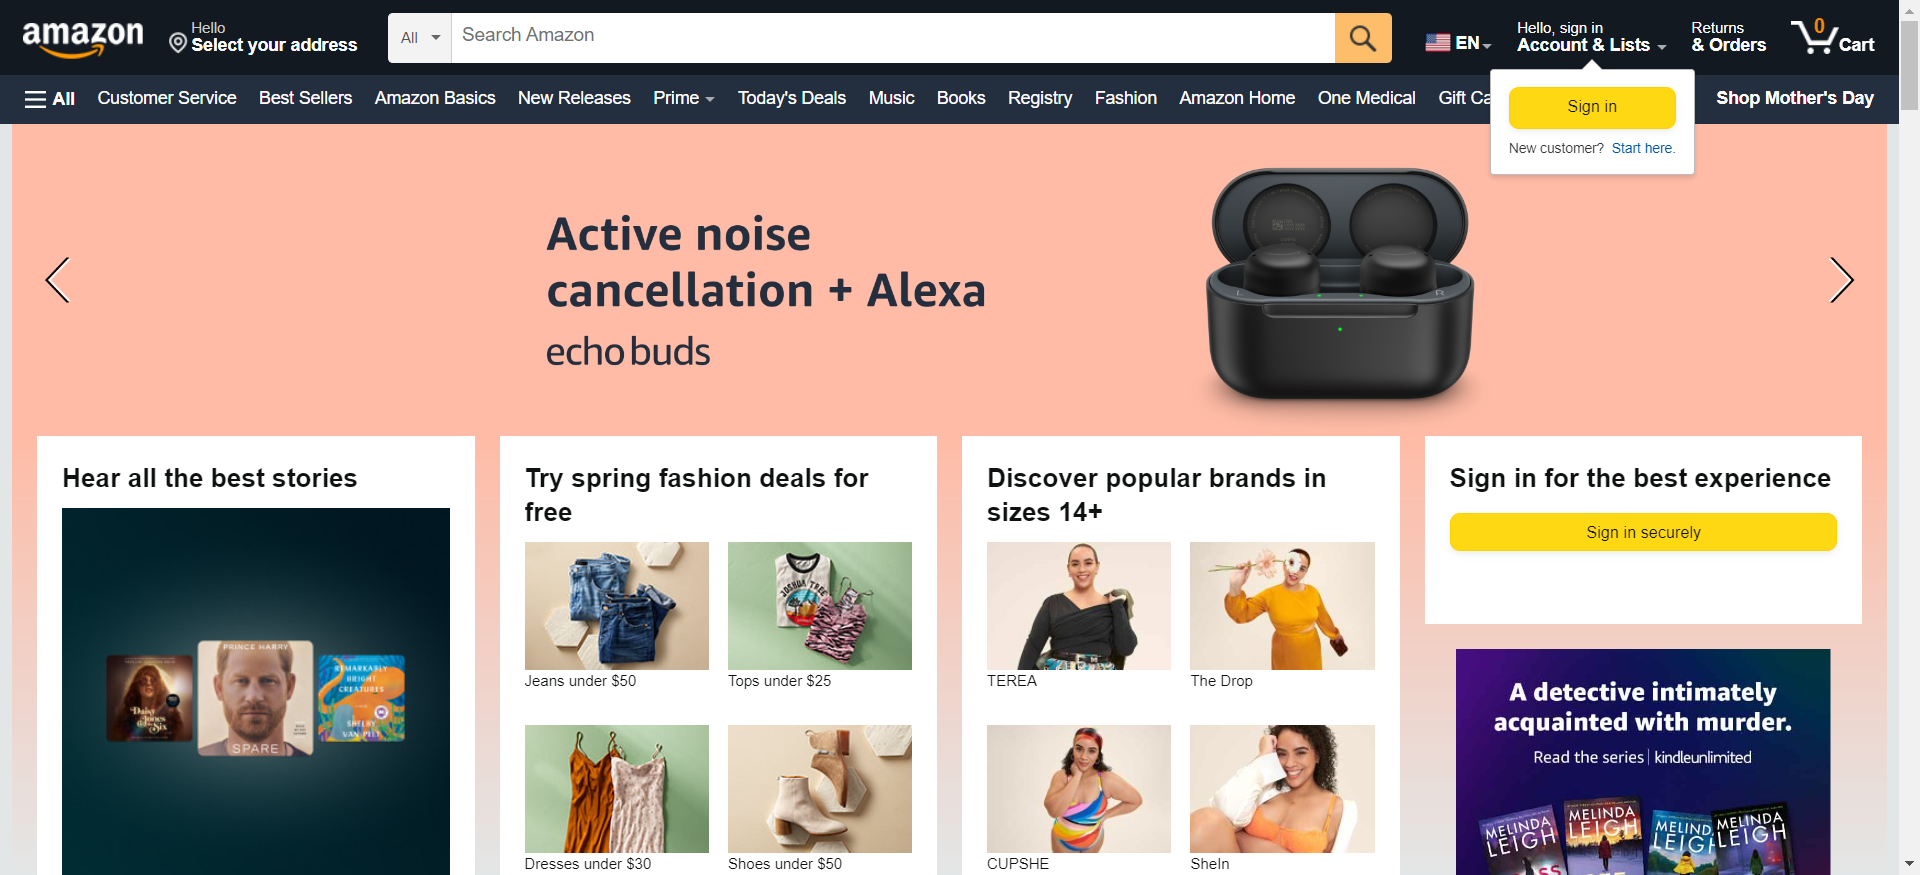 amazon
Hello
Select your address
All
Search Amazon
EN
Hello, sign in
Account & Lists
Returns
& Orders
0
Cart
All
Customer Service
Best Sellers
Amazon Basics
New Releases
Prime
Today's Deals
Music
Books
Registry
Fashion
Amazon Home
One Medical
Gift Ca
Shop Mother's Day
Sign in
New customer? Start here.
Active noise
cancellation + Alexa
echo buds
L
R
Hear all the best stories
Daisy Jones
& The Six
PRINCE HARRY
SPARE
REMARKABLY
BRIGHT
CREATURES
SHELBY
VAN PELT
Try spring fashion deals for
free
JOSHUA TREE
Jeans under $50
Tops under $25
Dresses under $30
Shoes under $50
Discover popular brands in
sizes 14+
TEREA
The Drop
CUPSHE
SheIn
Sign in for the best experience
Sign in securely
A detective intimately
acquainted with murder.
Read the series | kindleunlimited
MELINDA
LEIGH
MELINDA
LEIGH
MELIND
LEIGH
MELINDA
LEIGH